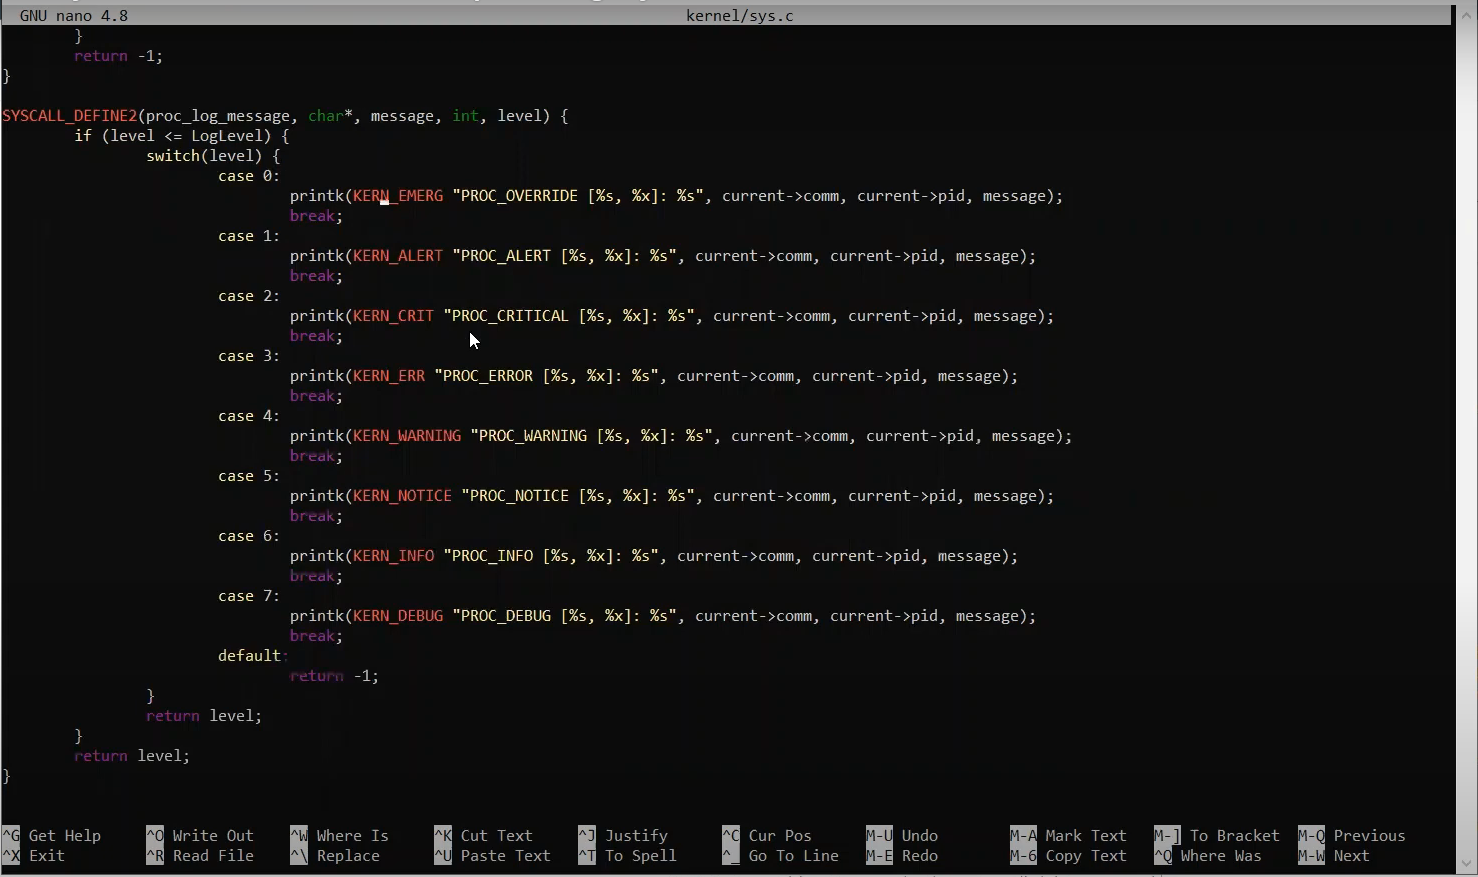 GNU nano 4.8 kernel/sys.c
}
return -1;
}
SYSCALL_DEFINE2(proc_log_message, char*, message, int, level) {
if (level <= LogLevel) {
switch(level) {
case 0:
printk(KERN_EMERG "PROC_OVERRIDE [%s, %x]: %s", current->comm, current->pid, message);
break;
case 1:
printk(KERN_ALERT "PROC_ALERT [%s, %x]: %s", current->comm, current->pid, message);
break;
case 2:
printk(KERN_CRIT "PROC_CRITICAL [%s, %x]: %s", current->comm, current->pid, message);
break;
case 3:
printk(KERN_ERR "PROC_ERROR [%s, %x]: %s", current->comm, current->pid, message);
break;
case 4:
printk(KERN_WARNING "PROC_WARNING [%s, %x]: %s", current->comm, current->pid, message);
break;
case 5:
printk(KERN_NOTICE "PROC_NOTICE [%s, %x]: %s", current->comm, current->pid, message);
break;
case 6:
printk(KERN_INFO "PROC_INFO [%s, %x]: %s", current->comm, current->pid, message);
break;
case 7:
printk(KERN_DEBUG "PROC_DEBUG [%s, %x]: %s", current->comm, current->pid, message);
break;
default:
return -1;
}
return level;
}
return level;
}
^G Get Help ^O Write Out ^W Where Is ^K Cut Text ^J Justify ^C Cur Pos M-U Undo M-A Mark Text M-] To Bracket M-Q Previous
^X Exit ^R Read File ^\ Replace ^U Paste Text ^T To Spell ^_ Go To Line M-E Redo M-6 Copy Text ^Q Where Was M-W Next